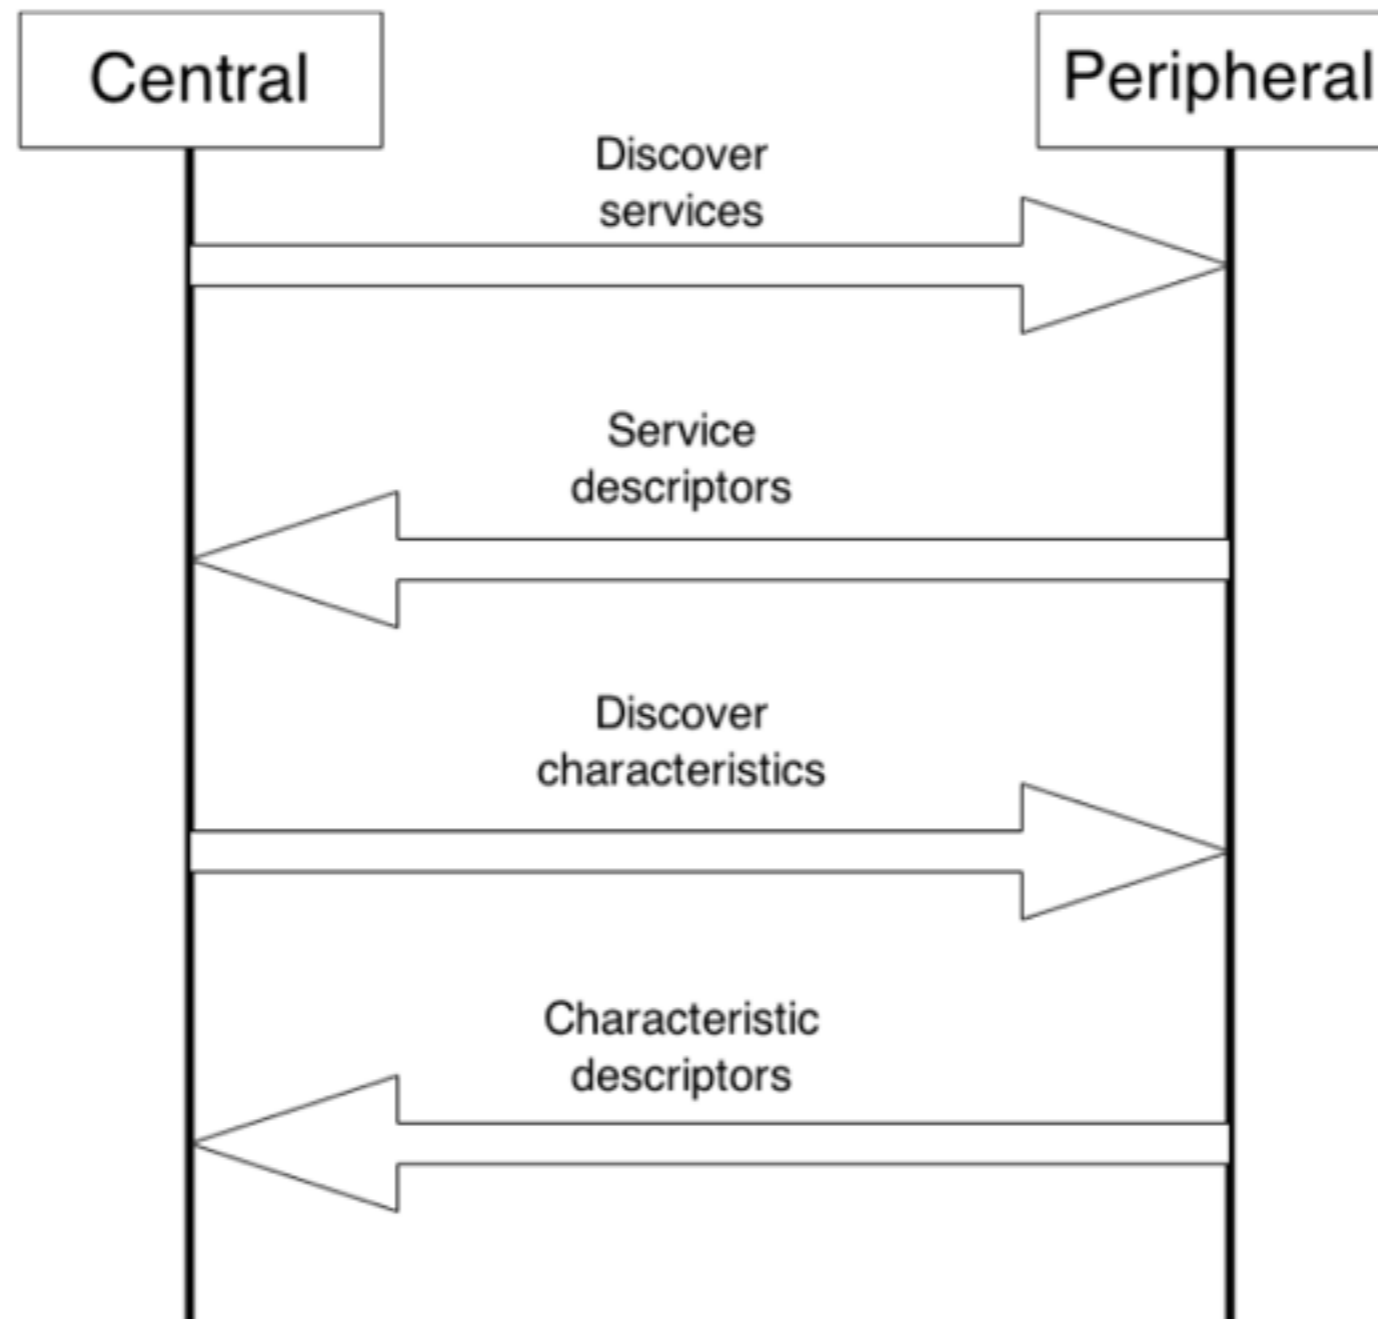 Central
Peripheral
Discover
services
Service
descriptors
Discover
characteristics
Characteristic
descriptors